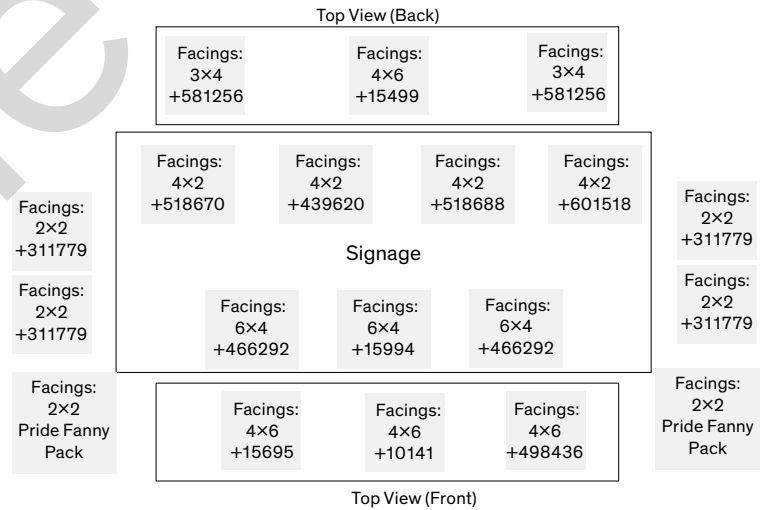 Top View (Back)
Facings:
3×4
+581256
Facings:
4×6
+15499
Facings:
3×4
+581256
Facings:
4×2
+518670
Facings:
4×2
+439620
Facings:
4×2
+518688
Facings:
4×2
+601518
Facings:
2×2
+311779
Facings:
2×2
+311779
Signage
Facings:
2×2
+311779
Facings:
2×2
+311779
Facings:
6×4
+466292
Facings:
6×4
+15994
Facings:
6×4
+466292
Facings:
2×2
Pride Fanny
Pack
Facings:
4×6
+15695
Facings:
4×6
+10141
Facings:
4×6
+498436
Facings:
2×2
Pride Fanny
Pack
Top View (Front)